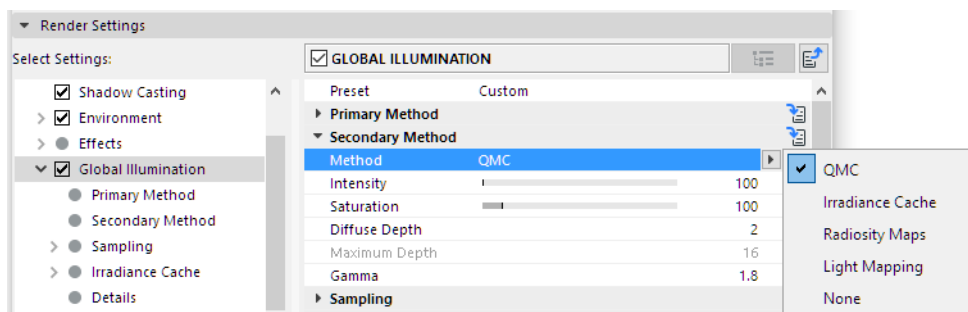 Render Settings
Select Settings:
Shadow Casting
Environment
Effects
Global Illumination
Primary Method
Secondary Method
Sampling
Irradiance Cache
Details
GLOBAL ILLUMINATION
Preset Custom
Primary Method
Secondary Method
Method QMC
Intensity 100
Saturation 100
Diffuse Depth 2
Maximum Depth 16
Gamma 1.8
Sampling
QMC
Irradiance Cache
Radiosity Maps
Light Mapping
None